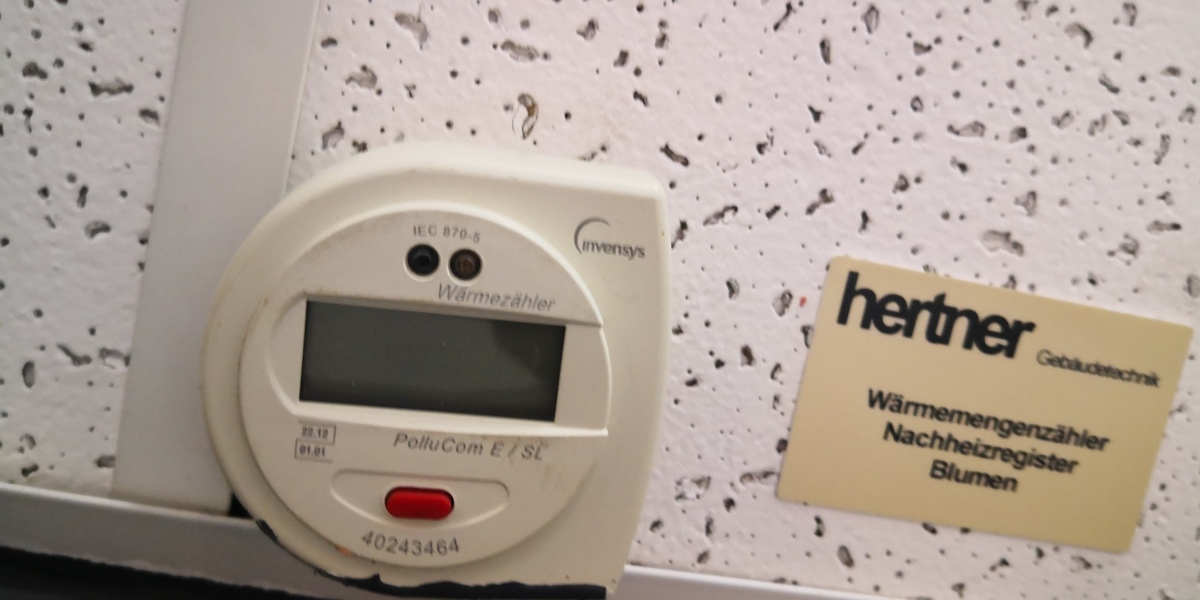 IEC 870-5
invensys
Wärmezähler
22.12
01.01
PolluCom E / SL
40243464
hertner
Gebäudetechnik
Wärmemengenzähler
Nachheizregister
Blumen